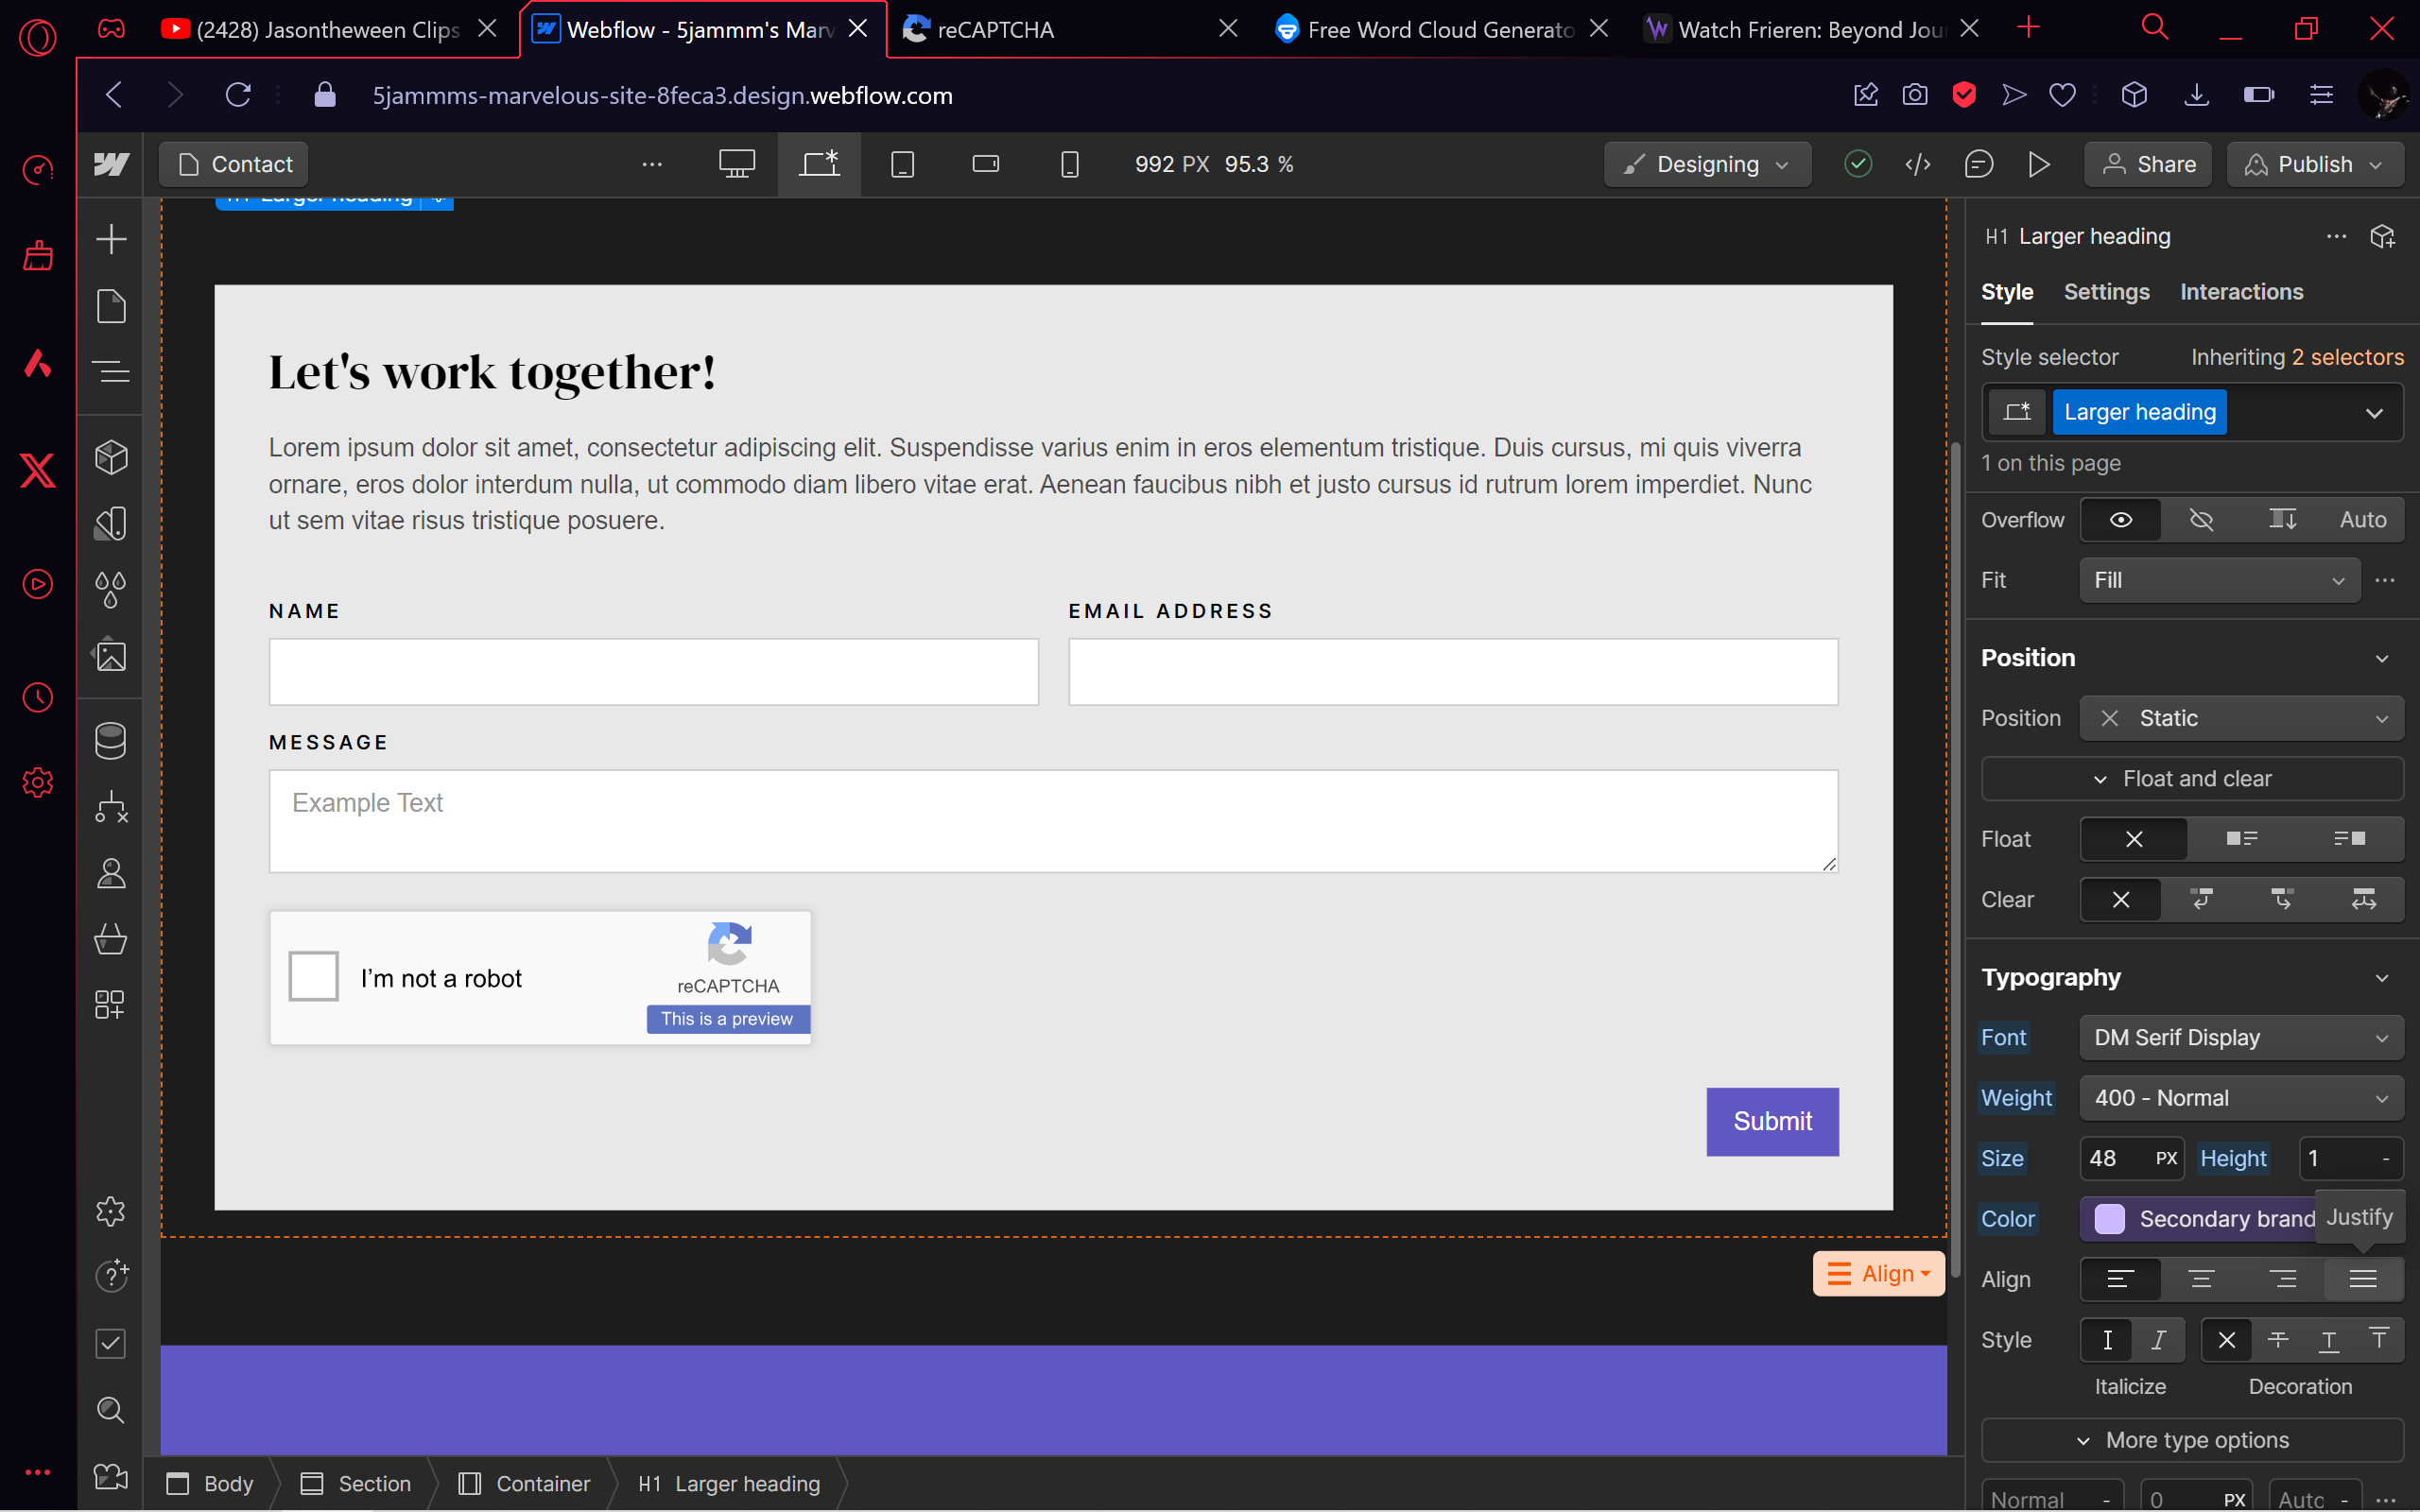 (2428) Jasontheween Clips
Webflow - 5jammm's Marv
reCAPTCHA
Free Word Cloud Generato
Watch Frieren: Beyond Jou
5jammms-marvelous-site-8feca3.design.webflow.com
Contact
992 PX 95.3 %
Designing
Share
Publish
H1 Larger heading
H1 Larger heading
Style Settings Interactions
Style selector Inheriting 2 selectors
Larger heading
1 on this page
Overflow Auto
Fit Fill
Position
Position Static
Float and clear
Float
Clear
Typography
Font DM Serif Display
Weight 400 - Normal
Size 48 PX Height 1 -
Color Secondary brand
Justify
Align
Style
Italicize Decoration
More type options
Normal - 0 PX Auto -
Let's work together!
Lorem ipsum dolor sit amet, consectetur adipiscing elit. Suspendisse varius enim in eros elementum tristique. Duis cursus, mi quis viverra
ornare, eros dolor interdum nulla, ut commodo diam libero vitae erat. Aenean faucibus nibh et justo cursus id rutrum lorem imperdiet. Nunc
ut sem vitae risus tristique posuere.
NAME EMAIL ADDRESS
MESSAGE
Example Text
I'm not a robot
reCAPTCHA
This is a preview
Submit
Align
Body Section Container H1 Larger heading